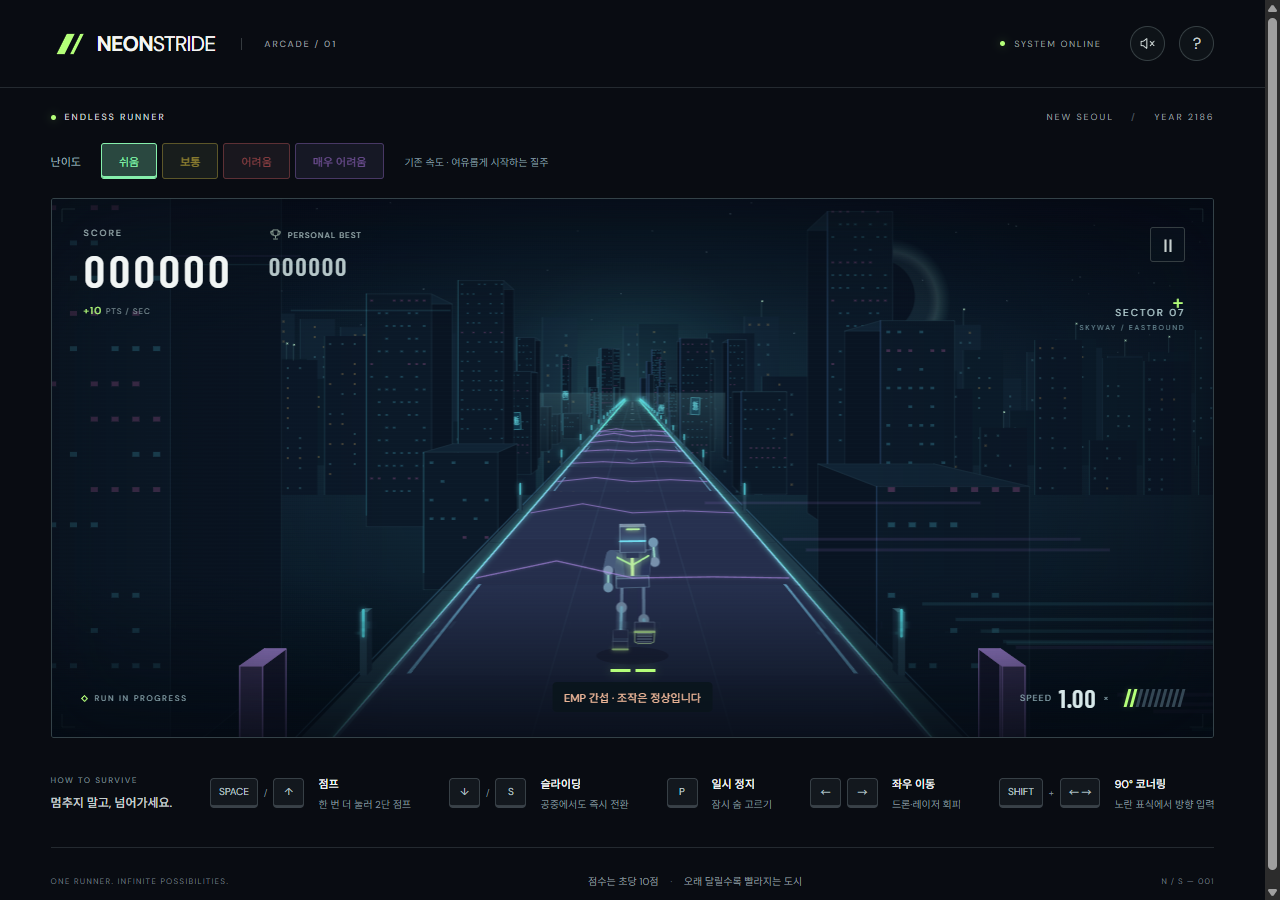 NEONSTRIDE
ARCADE / 01
SYSTEM ONLINE
?
ENDLESS RUNNER
NEW SEOUL / YEAR 2186
난이도
쉬움
보통
어려움
매우 어려움
기존 속도 · 여유롭게 시작하는 질주
SCORE
000000
+10 PTS / SEC
PERSONAL BEST
000000
+
SECTOR 07
SKYWAY / EASTBOUND
RUN IN PROGRESS
EMP 간섭 · 조작은 정상입니다
SPEED 1.00 ×
HOW TO SURVIVE
멈추지 말고, 넘어가세요.
SPACE / ↑
점프
한 번 더 눌러 2단 점프
↓ / S
슬라이딩
공중에서도 즉시 전환
P
일시 정지
잠시 숨 고르기
← →
좌우 이동
드론·레이저 회피
SHIFT + ←→
90° 코너링
노란 표식에서 방향 입력
ONE RUNNER. INFINITE POSSIBILITIES.
점수는 초당 10점 · 오래 달릴수록 빨라지는 도시
N / S — 001